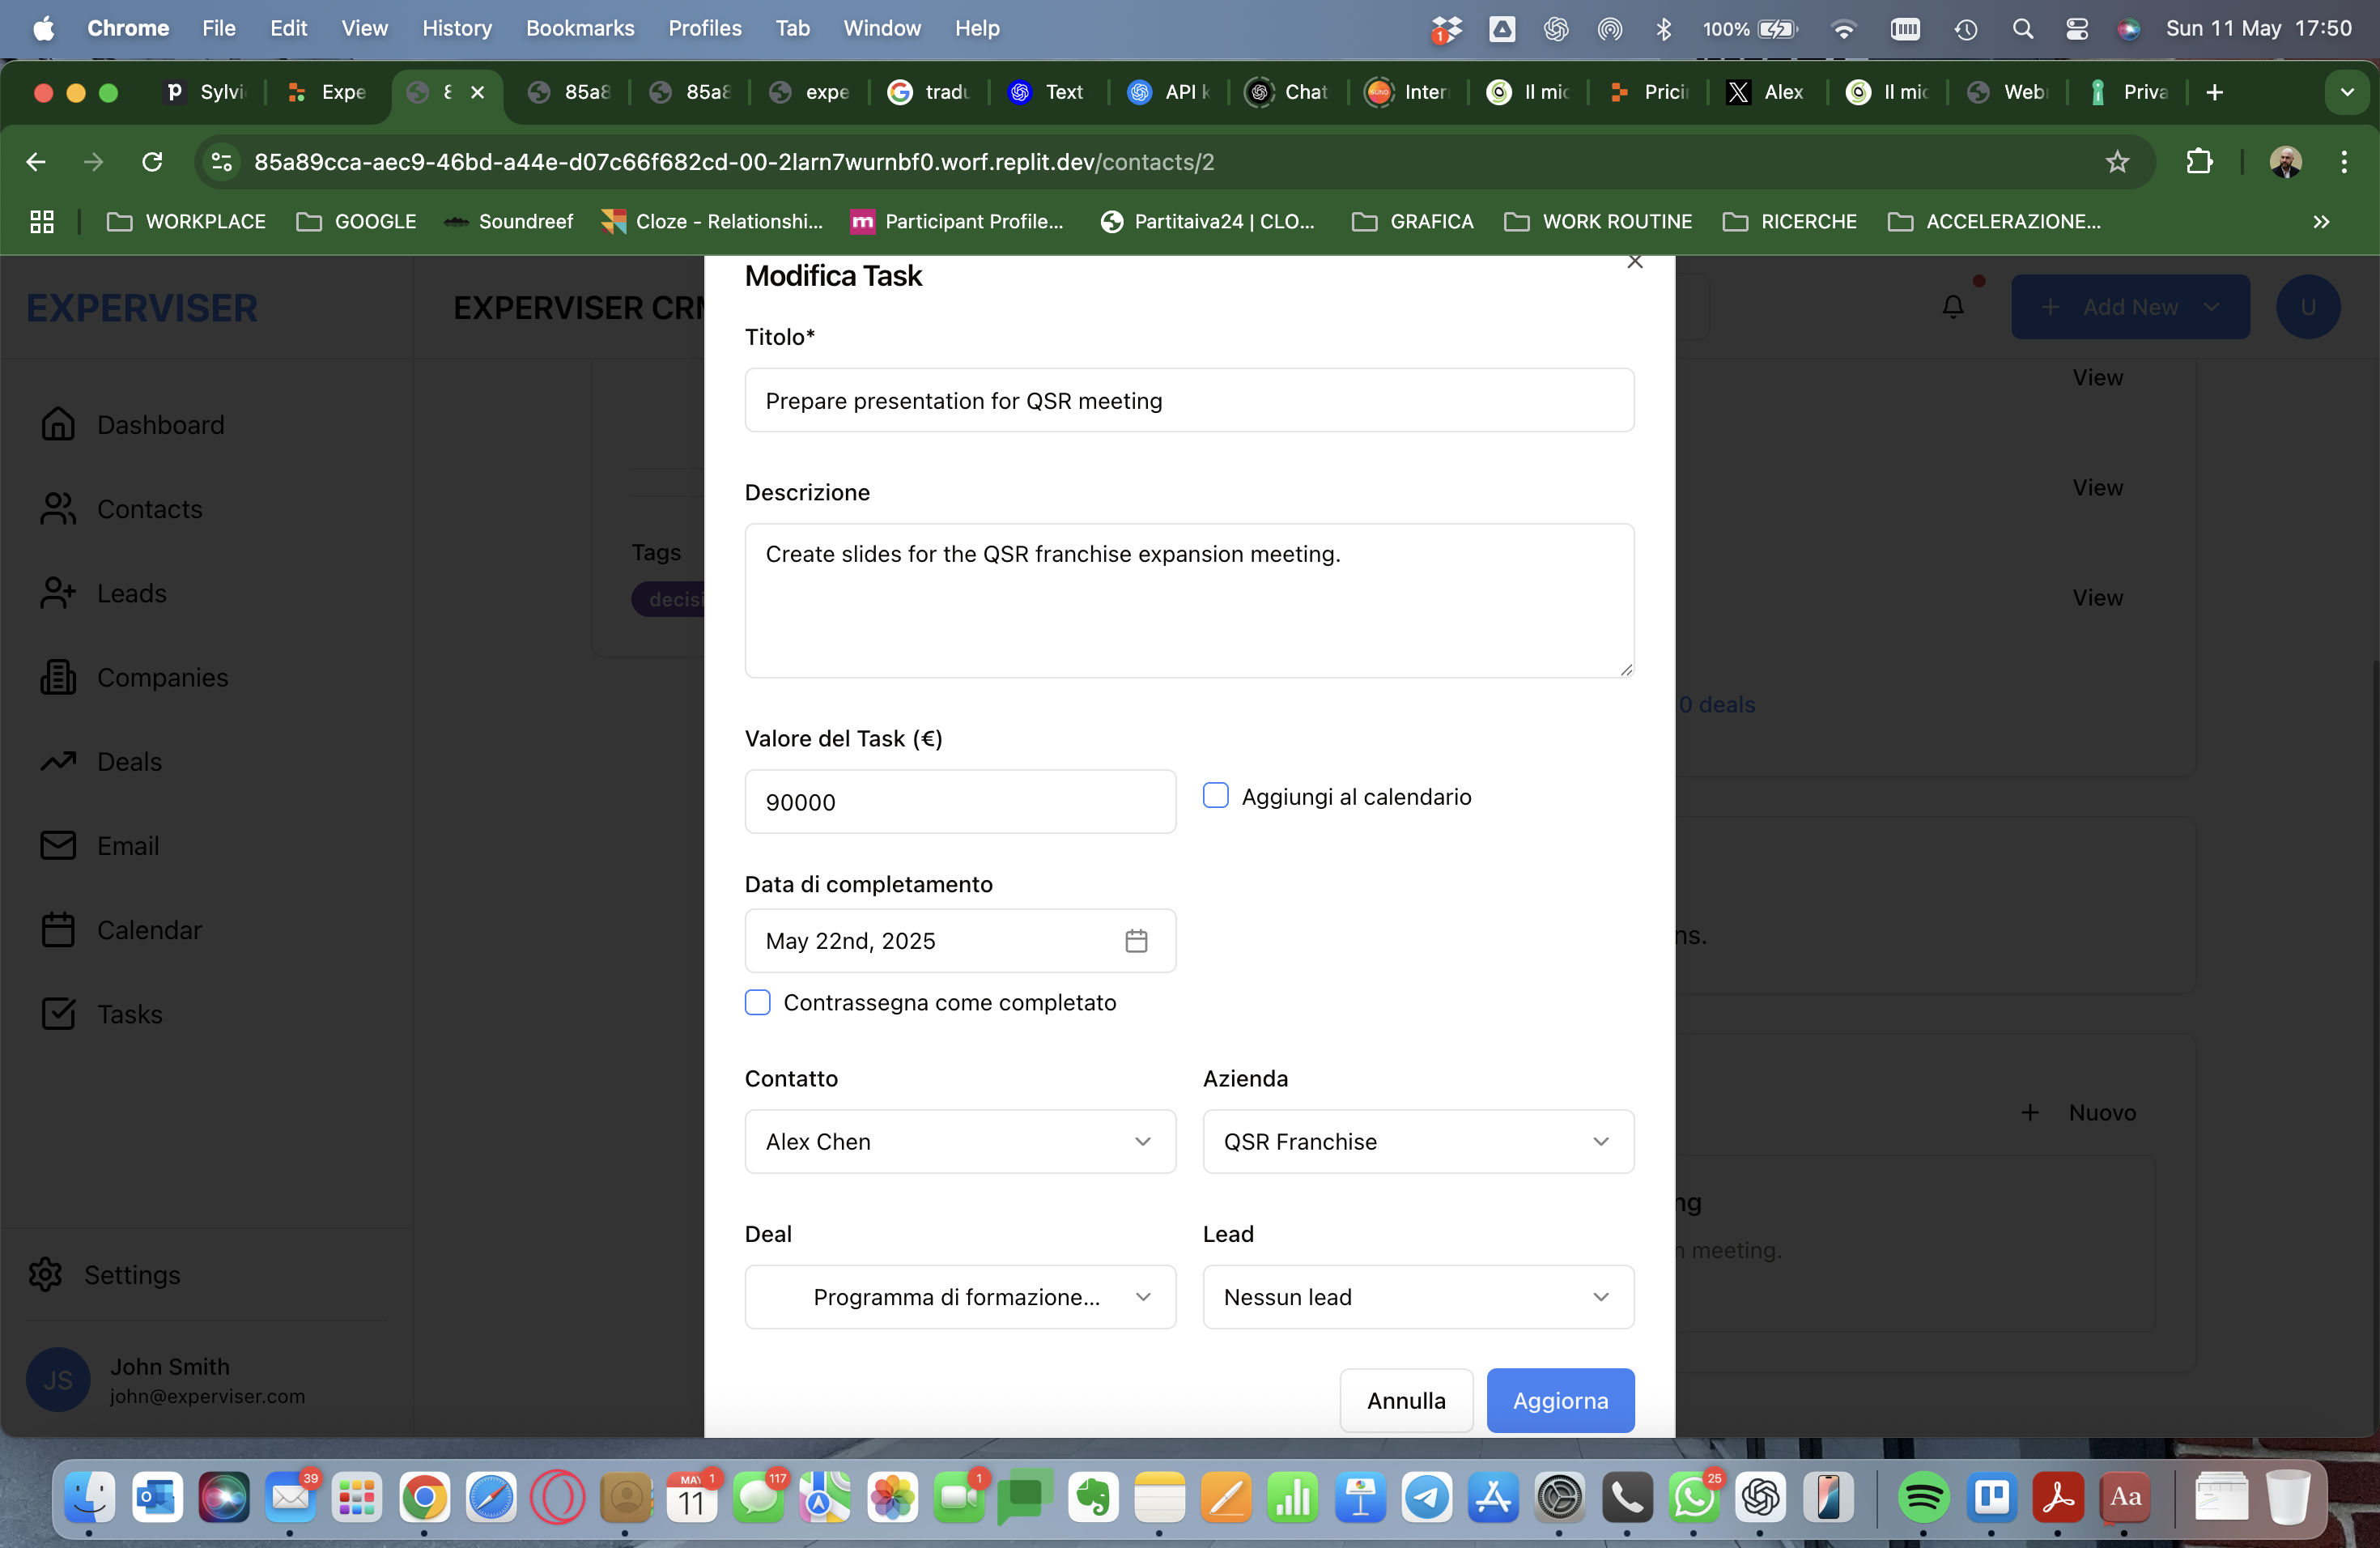 Chrome File Edit View History Bookmarks Profiles Tab Window Help 1 100% Sun 11 May 17:50
Sylvi Expe 85a8 85a8 expe tradu Text API k Chat Inter Il mic Pricin Alex Il mic Web Priva
85a89cca-aec9-46bd-a44e-d07c66f682cd-00-2larn7wurnbf0.worf.replit.dev/contacts/2
WORKPLACE GOOGLE Soundreef Cloze - Relationshi... Participant Profile... Partitaiva24 | CLO... GRAFICA WORK ROUTINE RICERCHE ACCELERAZIONE...
EXPERVISER
Dashboard
Contacts
Leads
Companies
Deals
Email
Calendar
Tasks
Settings
JS
John Smith
john@experviser.com
EXPERVISER CRM
Add New
U
Tags
decisi
View
View
View
0 deals
ns.
Nuovo
ng
n meeting.
Modifica Task
Titolo*
Prepare presentation for QSR meeting
Descrizione
Create slides for the QSR franchise expansion meeting.
Valore del Task (€)
90000
Aggiungi al calendario
Data di completamento
May 22nd, 2025
Contrassegna come completato
Contatto
Alex Chen
Azienda
QSR Franchise
Deal
Programma di formazione...
Lead
Nessun lead
Annulla
Aggiorna
39 MAY 11 1 117 1 25 Aa